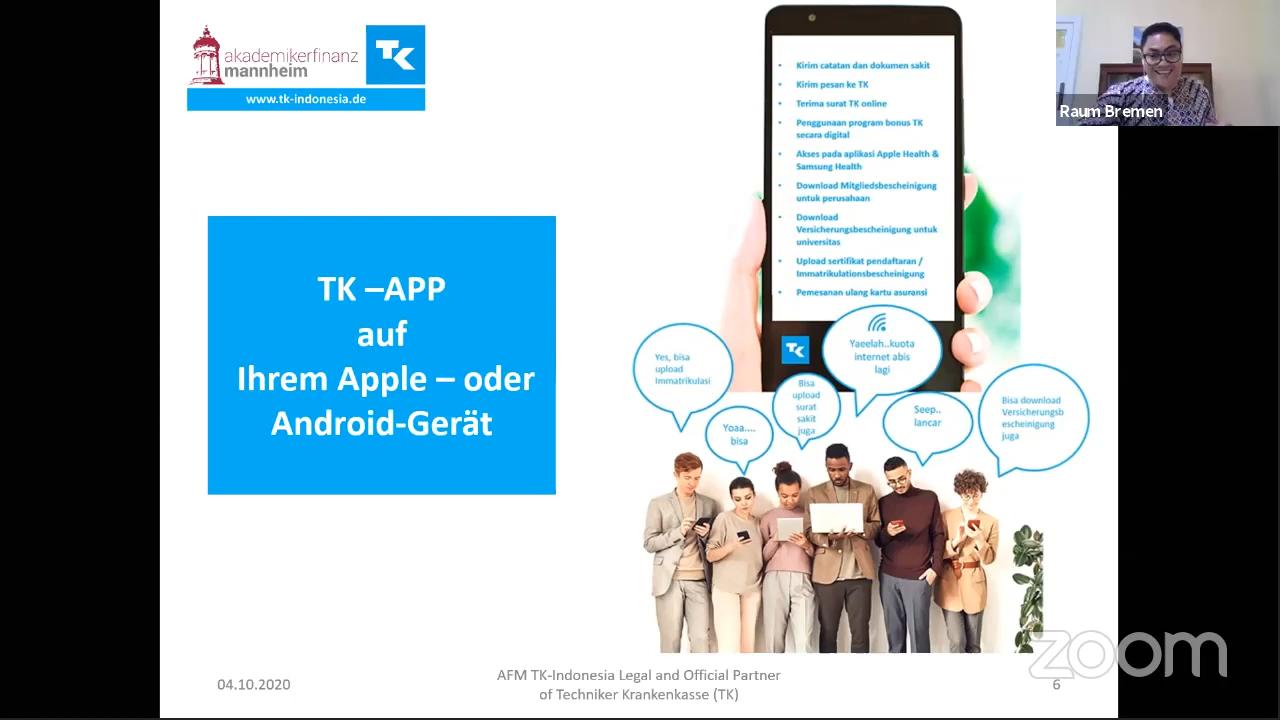 akademikerfinanz
mannheim
TK
www.tk-indonesia.de
TK –APP
auf
Ihrem Apple – oder
Android-Gerät
• Kirim catatan dan dokumen sakit
• Kirim pesan ke TK
• Terima surat TK online
• Penggunaan program bonus TK
secara digital
• Akses pada aplikasi Apple Health &
Samsung Health
• Download Mitgliedsbescheinigung
untuk perusahaan
• Download
Versicherungsbescheinigung untuk
universitas
• Upload sertifikat pendaftaran /
Immatrikulationsbescheinigung
• Pemesanan ulang kartu asuransi
TK
Yes, bisa
upload
Immatrikulasi
Yoaa....
bisa
Bisa
upload
surat
sakit
juga
Yaeelah..kuota
internet abis
lagi
Seep..
lancar
Bisa download
Versicherungsb
escheinigung
juga
Raum Bremen
04.10.2020
AFM TK-Indonesia Legal and Official Partner
of Techniker Krankenkasse (TK)
6
zoom